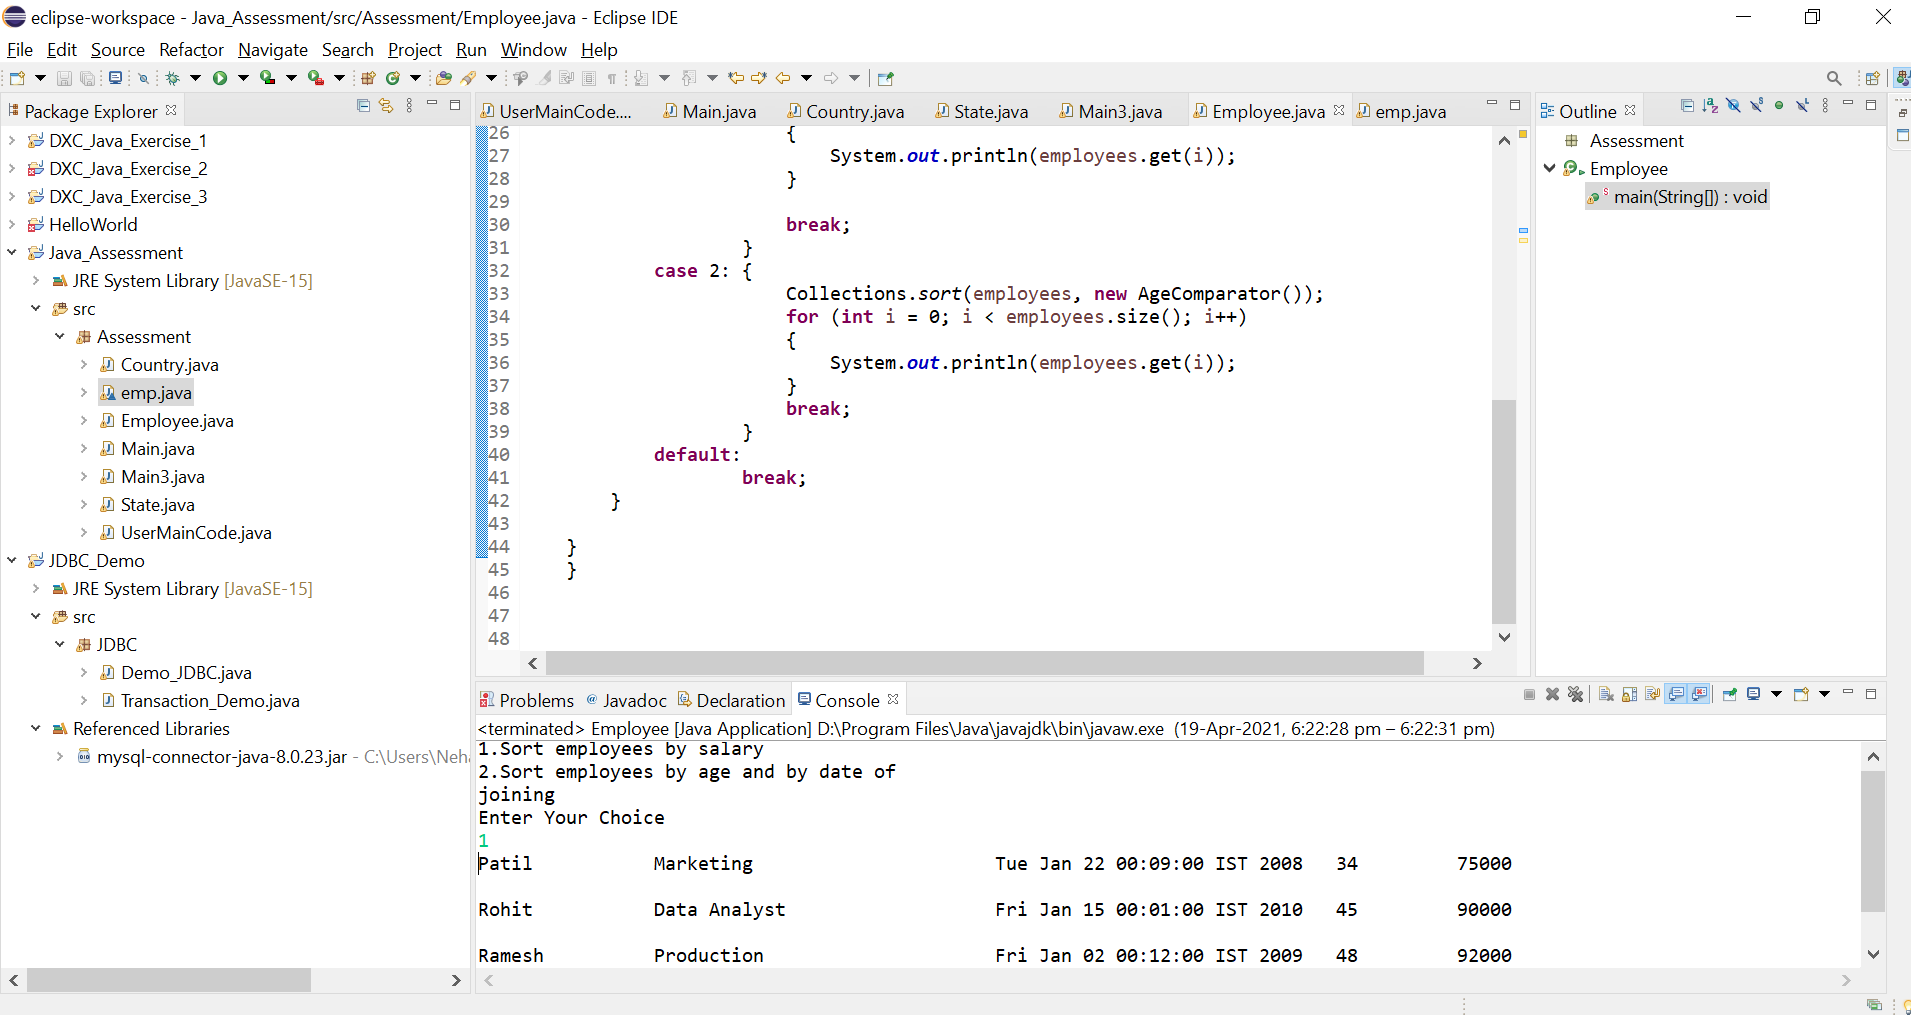 eclipse-workspace - Java_Assessment/src/Assessment/Employee.java - Eclipse IDE
File Edit Source Refactor Navigate Search Project Run Window Help
Package Explorer
DXC_Java_Exercise_1
DXC_Java_Exercise_2
DXC_Java_Exercise_3
HelloWorld
Java_Assessment
JRE System Library [JavaSE-15]
src
Assessment
Country.java
emp.java
Employee.java
Main.java
Main3.java
State.java
UserMainCode.java
JDBC_Demo
JRE System Library [JavaSE-15]
src
JDBC
Demo_JDBC.java
Transaction_Demo.java
Referenced Libraries
mysql-connector-java-8.0.23.jar - C:\Users\Neha
UserMainCode.... Main.java Country.java State.java Main3.java Employee.java emp.java
26 {
27 System.out.println(employees.get(i));
28 }
29
30 break;
31 }
32 case 2: {
33 Collections.sort(employees, new AgeComparator());
34 for (int i = 0; i < employees.size(); i++)
35 {
36 System.out.println(employees.get(i));
37 }
38 break;
39 }
40 default:
41 break;
42 }
43
44 }
45 }
46
47
48
Outline
Assessment
Employee
main(String[]) : void
Problems @ Javadoc Declaration Console
<terminated> Employee [Java Application] D:\Program Files\Java\javajdk\bin\javaw.exe (19-Apr-2021, 6:22:28 pm – 6:22:31 pm)
1.Sort employees by salary
2.Sort employees by age and by date of
joining
Enter Your Choice
1
Patil Marketing Tue Jan 22 00:09:00 IST 2008 34 75000
Rohit Data Analyst Fri Jan 15 00:01:00 IST 2010 45 90000
Ramesh Production Fri Jan 02 00:12:00 IST 2009 48 92000